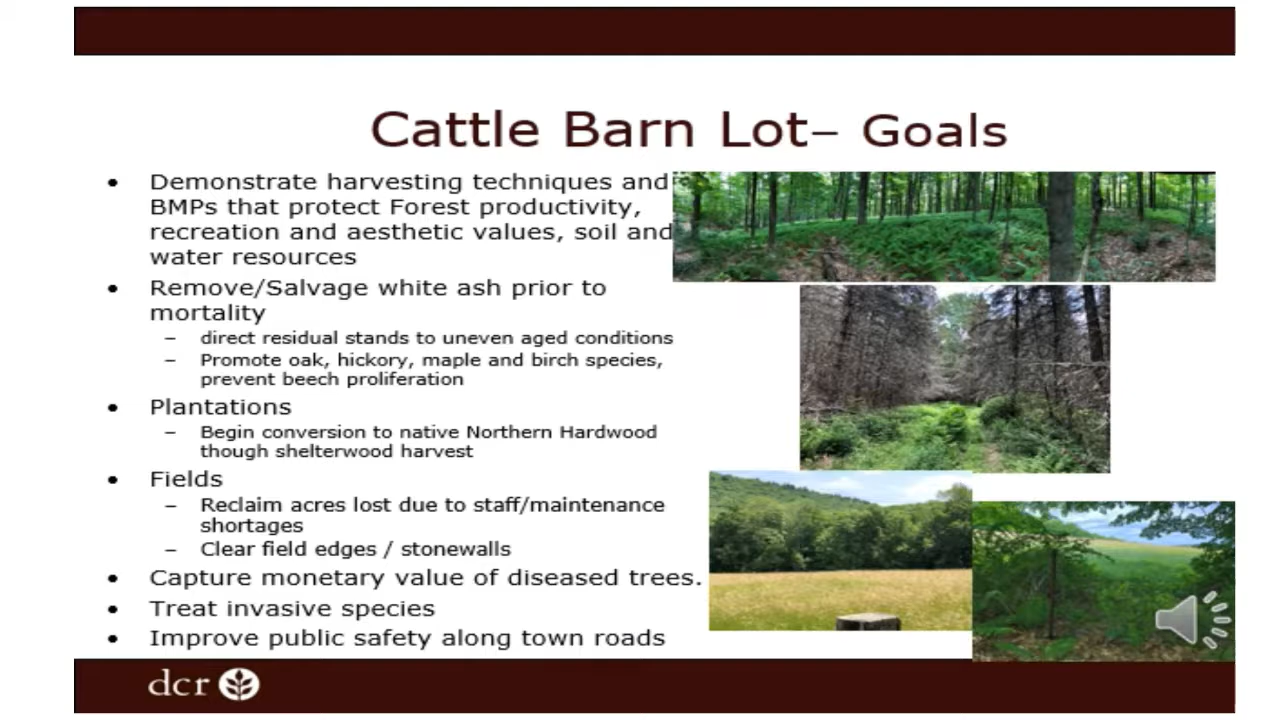 Cattle Barn Lot– Goals
• Demonstrate harvesting techniques and
BMPs that protect Forest productivity,
recreation and aesthetic values, soil and
water resources
• Remove/Salvage white ash prior to
mortality
– direct residual stands to uneven aged conditions
– Promote oak, hickory, maple and birch species,
prevent beech proliferation
• Plantations
– Begin conversion to native Northern Hardwood
though shelterwood harvest
• Fields
– Reclaim acres lost due to staff/maintenance
shortages
– Clear field edges / stonewalls
• Capture monetary value of diseased trees.
• Treat invasive species
• Improve public safety along town roads
dcr